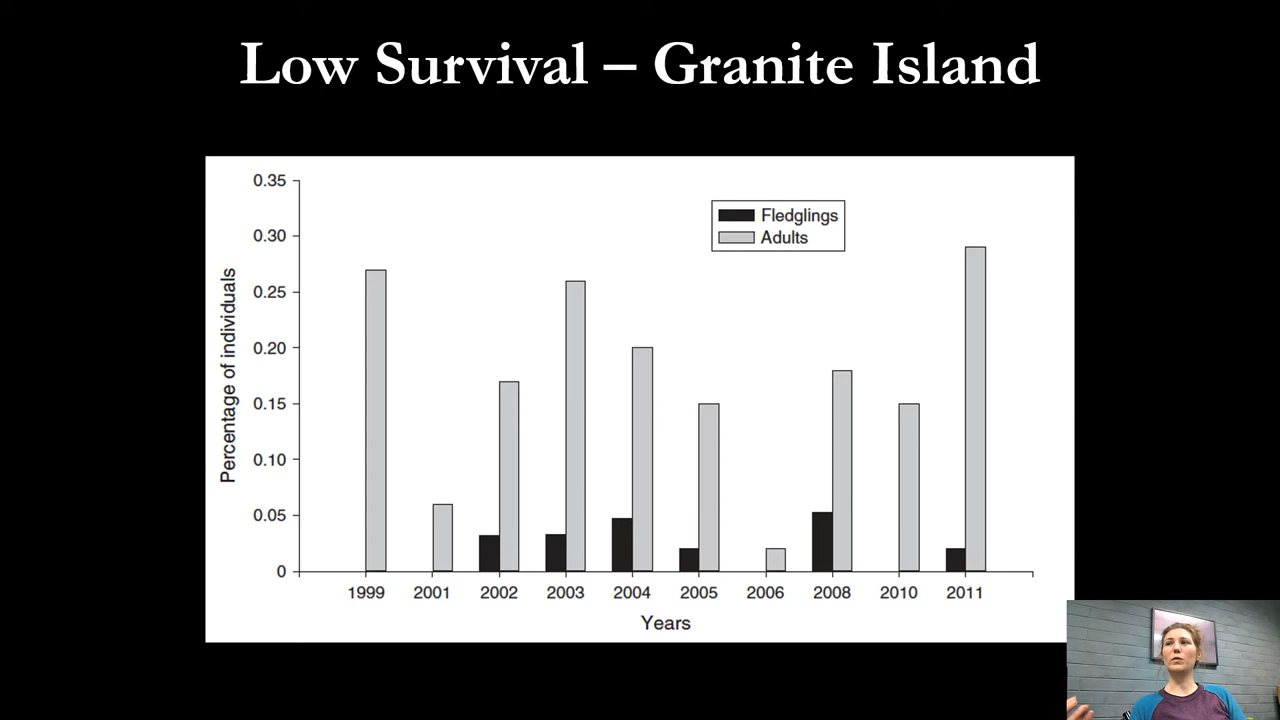 Low Survival – Granite Island
0.35
0.30
0.25
0.20
0.15
0.10
0.05
0
Percentage of individuals
Fledglings
Adults
1999 2001 2002 2003 2004 2005 2006 2008 2010 2011
Years